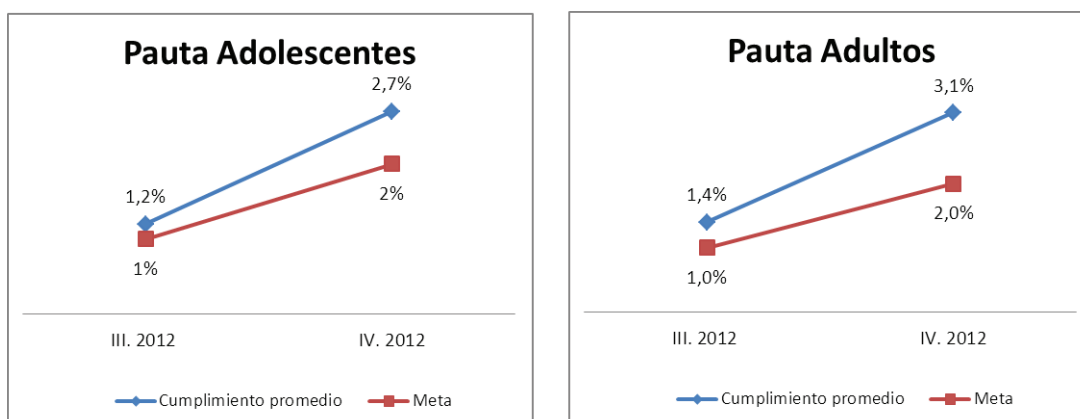 Pauta Adolescentes
2,7%
1,2%
2%
1%
III. 2012 IV. 2012
Cumplimiento promedio Meta
Pauta Adultos
3,1%
1,4%
2,0%
1,0%
III. 2012 IV. 2012
Cumplimiento promedio Meta